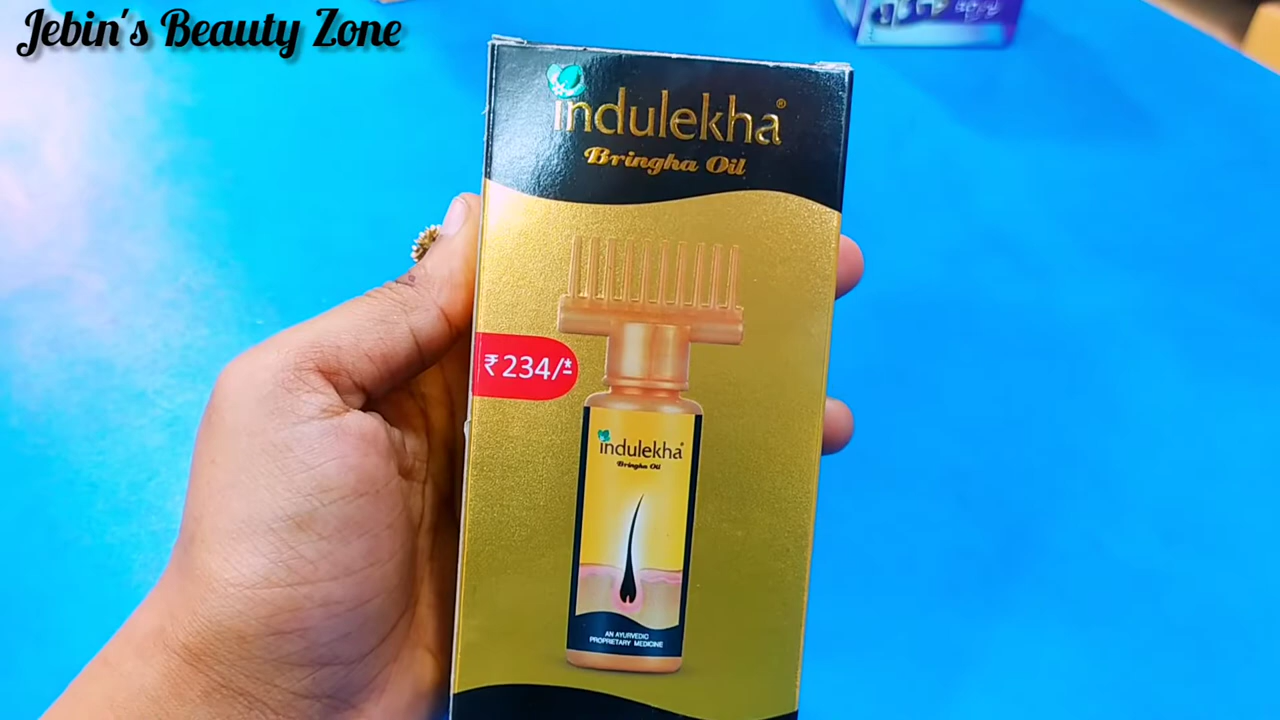 Jebin's Beauty Zone
indulekha®
Bringha Oil
₹234/*
indulekha®
Bringha Oil
AN AYURVEDIC
PROPRIETARY MEDICINE